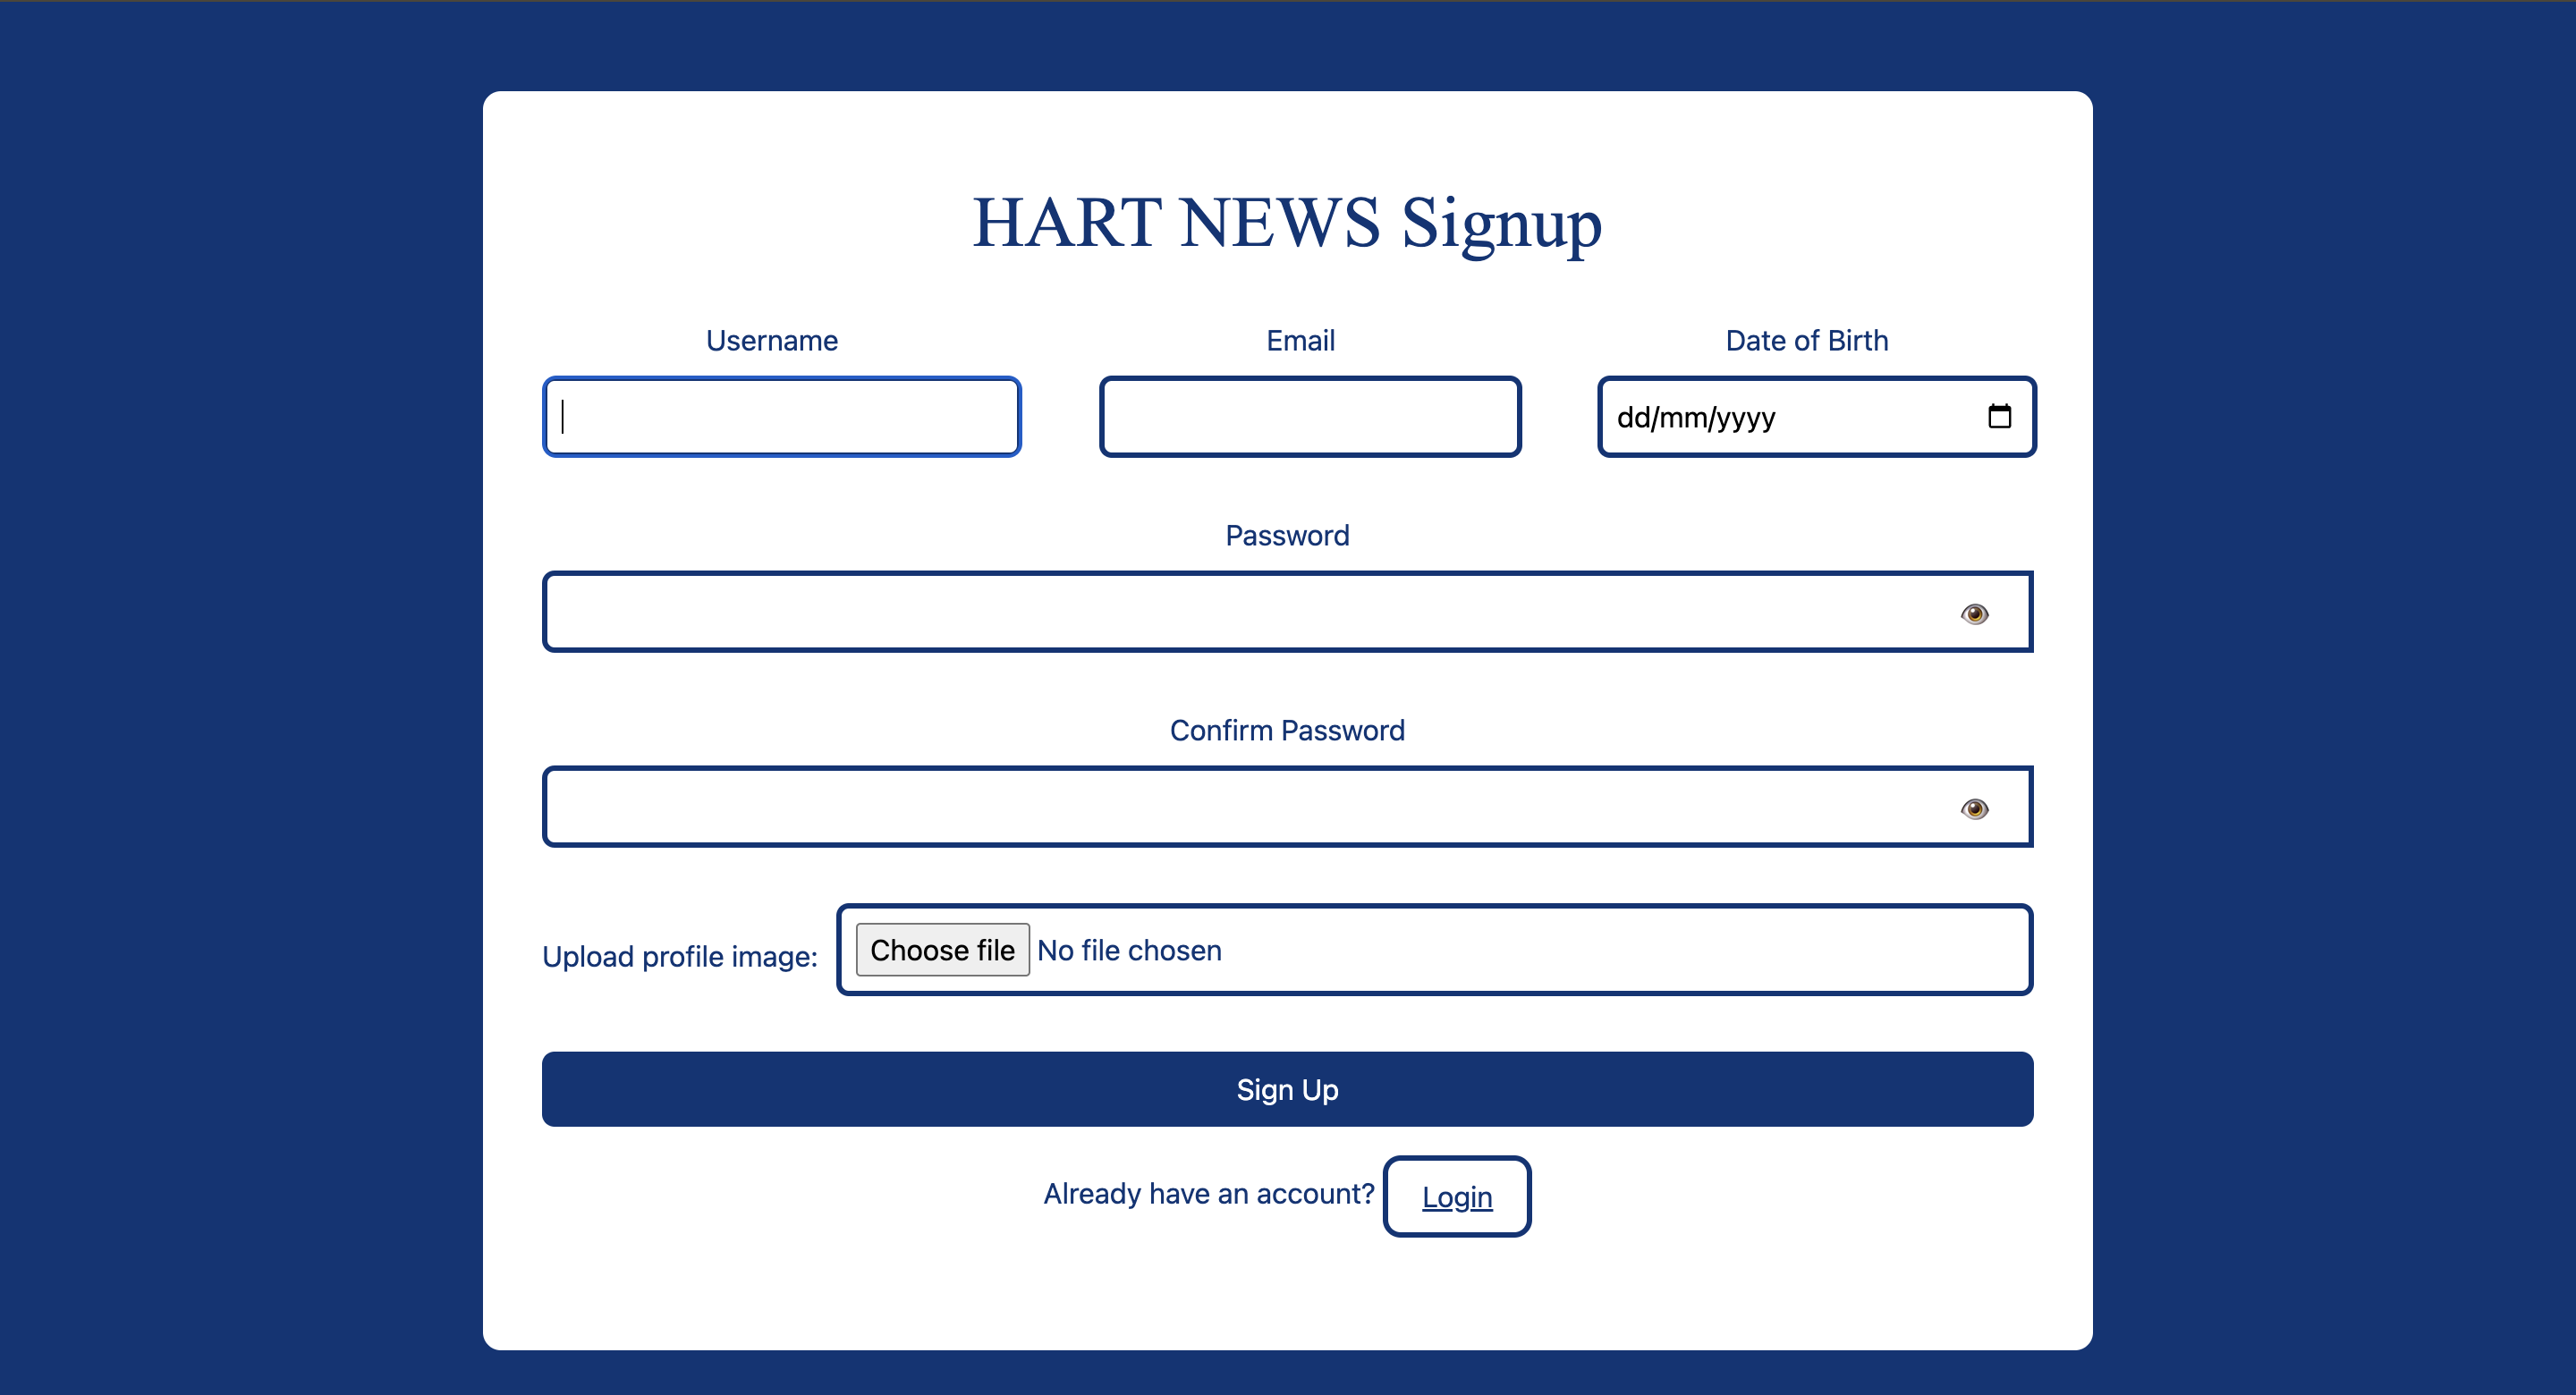 HART NEWS Signup
Username Email Date of Birth
dd/mm/yyyy
Password
Confirm Password
Upload profile image: Choose file No file chosen
Sign Up
Already have an account? Login